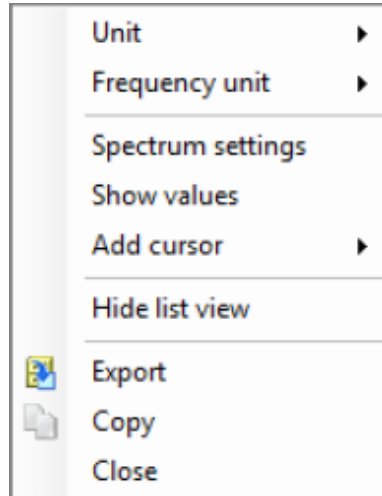 Unit
Frequency unit
Spectrum settings
Show values
Add cursor
Hide list view
Export
Copy
Close